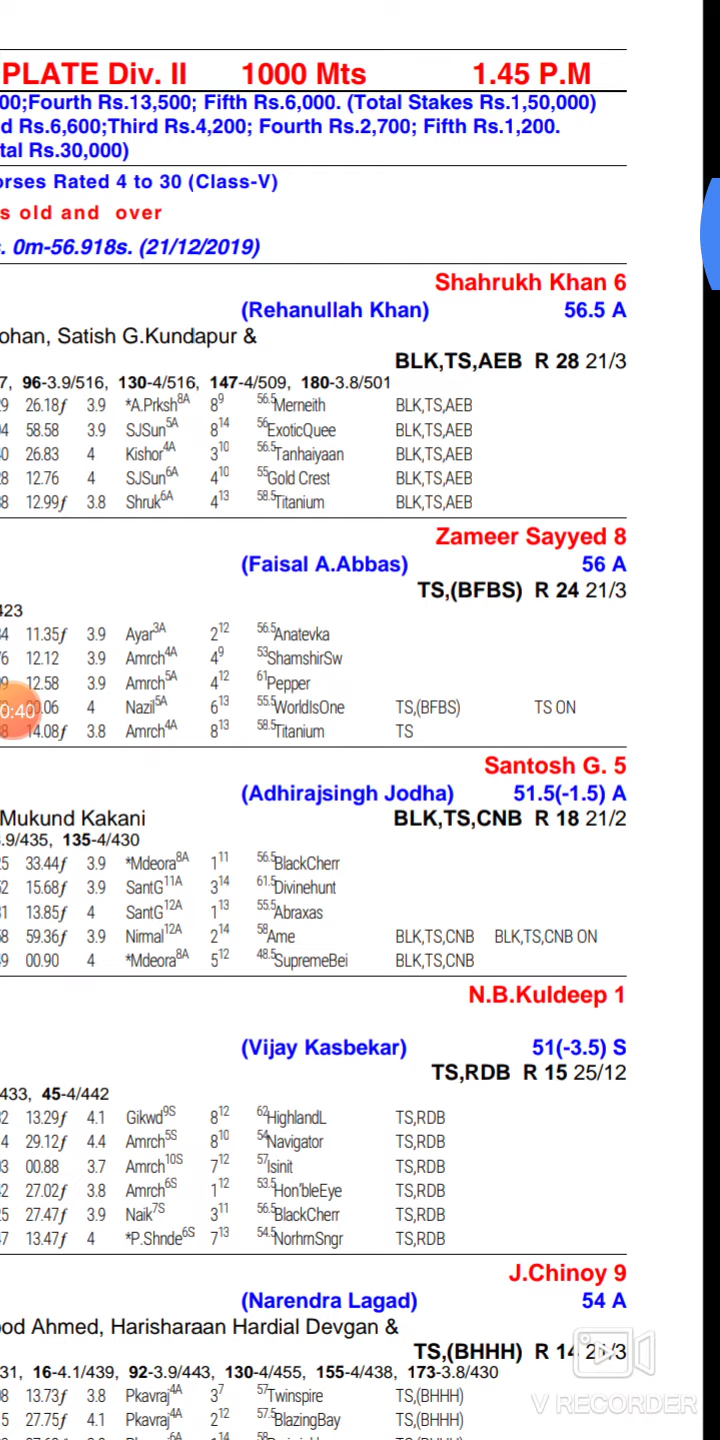 PLATE Div. II 1000 Mts 1.45 P.M
00;Fourth Rs.13,500; Fifth Rs.6,000. (Total Stakes Rs.1,50,000)
d Rs.6,600;Third Rs.4,200; Fourth Rs.2,700; Fifth Rs.1,200.
tal Rs.30,000)
orses Rated 4 to 30 (Class-V)
s old and over
. 0m-56.918s. (21/12/2019)
Shahrukh Khan 6
(Rehanullah Khan) 56.5 A
ohan, Satish G.Kundapur &
BLK,TS,AEB R 28 21/3
7, 96-3.9/516, 130-4/516, 147-4/509, 180-3.8/501
29 26.18f 3.9 *A.Prksh8A 89 56.5Merneith BLK,TS,AEB
04 58.58 3.9 SJSun5A 814 56ExoticQuee BLK,TS,AEB
40 26.83 4 Kishor4A 310 56.5Tanhaiyaan BLK,TS,AEB
28 12.76 4 SJSun6A 410 55Gold Crest BLK,TS,AEB
38 12.99f 3.8 Shruk6A 413 58.5Titanium BLK,TS,AEB
Zameer Sayyed 8
(Faisal A.Abbas) 56 A
TS,(BFBS) R 24 21/3
423
34 11.35f 3.9 Ayar3A 212 56.5Anatevka
6 12.12 3.9 Amrch4A 49 53ShamshirSw
12.58 3.9 Amrch5A 412 61Pepper
0:40 .06 4 Nazil5A 613 55.5WorldIsOne TS,(BFBS) TS ON
14.08f 3.8 Amrch4A 813 58.5Titanium TS
Santosh G. 5
(Adhirajsingh Jodha) 51.5(-1.5) A
Mukund Kakani BLK,TS,CNB R 18 21/2
.9/435, 135-4/430
25 33.44f 3.9 *Mdeora8A 111 56.5BlackCherr
2 15.68f 3.9 SantG11A 314 61.5Divinehunt
31 13.85f 4 SantG12A 113 55.5Abraxas
58 59.36f 3.9 Nirmal12A 214 58Ame BLK,TS,CNB BLK,TS,CNB ON
49 00.90 4 *Mdeora8A 512 48.5SupremeBei BLK,TS,CNB
N.B.Kuldeep 1
(Vijay Kasbekar) 51(-3.5) S
TS,RDB R 15 25/12
433, 45-4/442
32 13.29f 4.1 Gikwd9S 812 62HighlandL TS,RDB
4 29.12f 4.4 Amrch5S 810 54Navigator TS,RDB
03 00.88 3.7 Amrch10S 712 57Isinit TS,RDB
42 27.02f 3.8 Amrch6S 112 53.5Hon'bleEye TS,RDB
25 27.47f 3.9 Naik7S 311 56.5BlackCherr TS,RDB
47 13.47f 4 *P.Shnde6S 713 54.5NorhrnSngr TS,RDB
J.Chinoy 9
(Narendra Lagad) 54 A
ood Ahmed, Harisharaan Hardial Devgan &
TS,(BHHH) R 14 21/3
31, 16-4.1/439, 92-3.9/443, 130-4/455, 155-4/438, 173-3.8/430
08 13.73f 3.8 Pkavraj4A 37 57Twinspire TS,(BHHH)
5 27.75f 4.1 Pkavraj4A 212 57.5BlazingBay TS,(BHHH)
V RECORDER